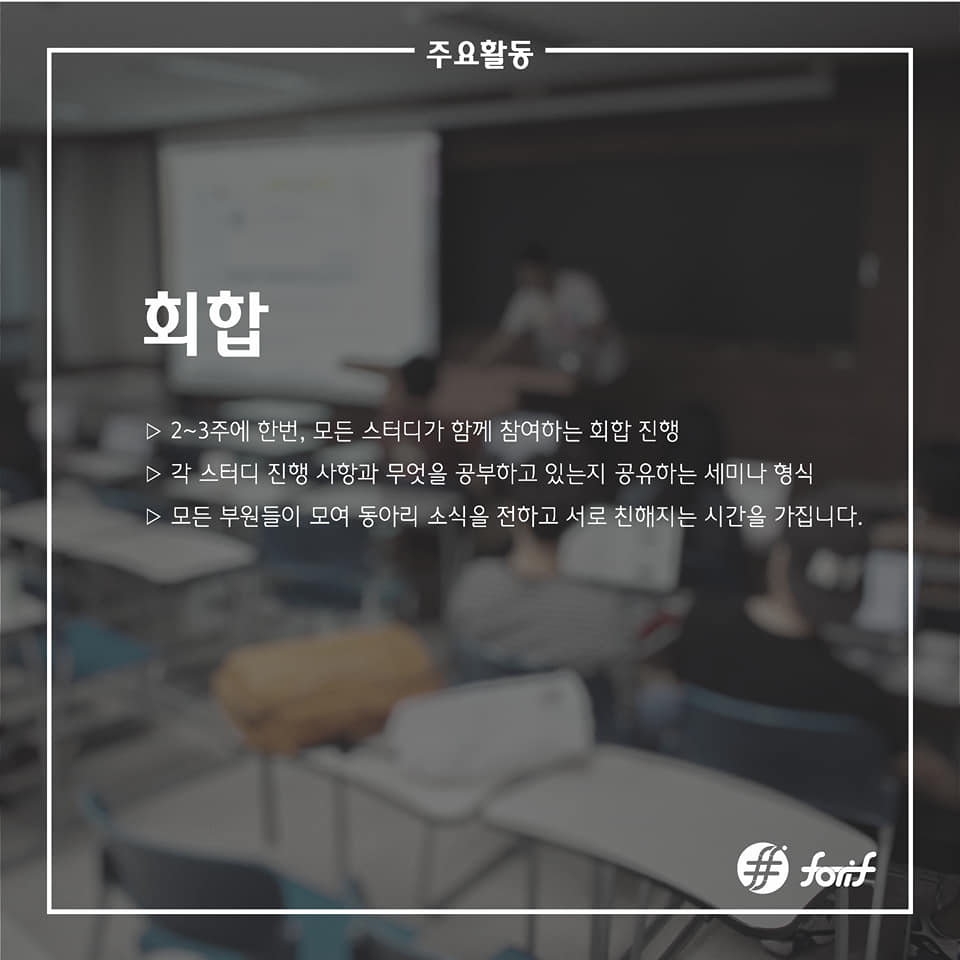 주요활동
회합
▷ 2~3주에 한번, 모든 스터디가 함께 참여하는 회합 진행
▷ 각 스터디 진행 사항과 무엇을 공부하고 있는지 공유하는 세미나 형식
▷ 모든 부원들이 모여 동아리 소식을 전하고 서로 친해지는 시간을 가집니다.
forif